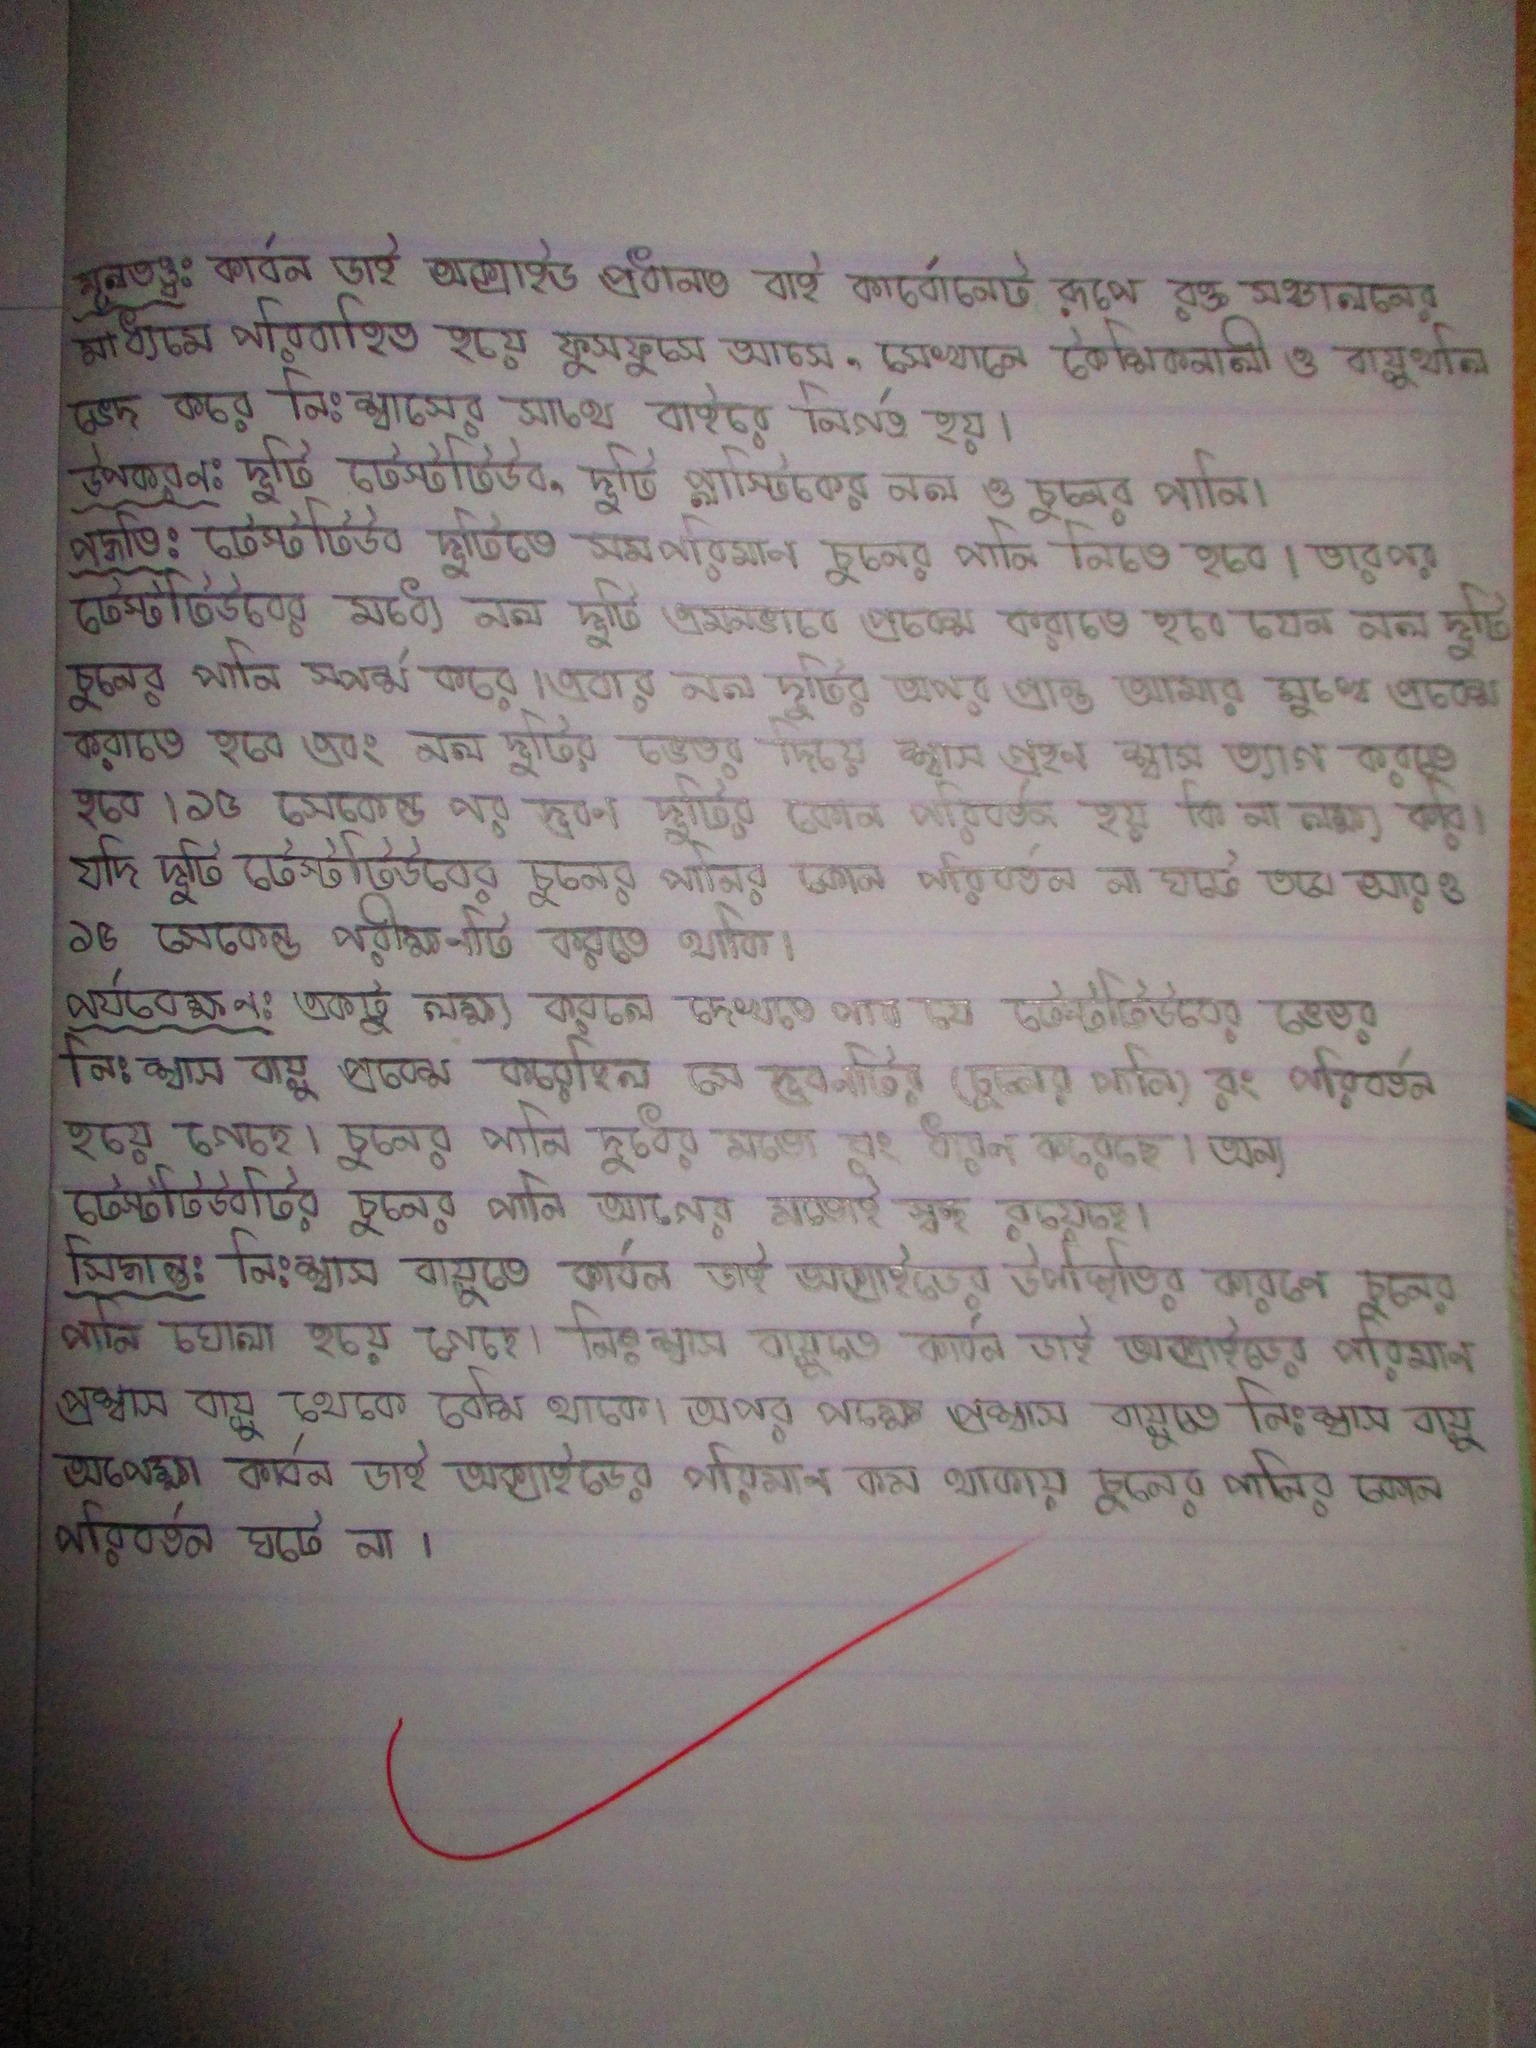 মূলতত্ত্ব: কার্বন ডাই অক্সাইড প্রধানত বাই কার্বোনেট রূপে রক্ত সঞ্চালনের
মাধ্যমে পরিবাহিত হয়ে ফুসফুসে আসে, সেখানে কৈশিকনালী ও বায়ুথলি
ভেদ করে নিঃশ্বাসের সাথে বাইরে নির্গত হয়।
উপকরণ: দুটি টেস্টটিউব, দুটি প্লাস্টিকের নল ও চুনের পানি।
পদ্ধতি: টেস্টটিউব দুটিতে সমপরিমান চুনের পানি নিতে হবে। তারপর
টেস্টটিউবের মধ্যে নল দুটি এমনভাবে প্রবেশ করাতে হবে যেন নল দুটি
চুনের পানি স্পর্শ করে। এবার নল দুটির অপর প্রান্ত আমার মুখে প্রবেশ
করাতে হবে এবং নল দুটির ভেতর দিয়ে শ্বাস গ্রহণ শ্বাস ত্যাগ করতে
হবে। ১৫ সেকেন্ড পর দ্রবণ দুটির কোন পরিবর্তন হয় কি না লক্ষ্য করি।
যদি দুটি টেস্টটিউবের চুনের পানির কোন পরিবর্তন না ঘটে তবে আরও
১৫ সেকেন্ড পরীক্ষণটি করতে থাকি।
পর্যবেক্ষণ: একটু লক্ষ্য করলে দেখতে পাব যে টেস্টটিউবের ভেতর
নিঃশ্বাস বায়ু প্রবেশ করেছিল সে দ্রবনটির (চুনের পানি) রং পরিবর্তন
হয়ে গেছে। চুনের পানি দুধের মতো রং ধারণ করেছে। অন্য
টেস্টটিউবটির চুনের পানি আগের মতোই স্বচ্ছ রয়েছে।
সিদ্ধান্ত: নিঃশ্বাস বায়ুতে কার্বন ডাই অক্সাইডের উপস্থিতির কারণে চুনের
পানি ঘোলা হয়ে গেছে। নিঃশ্বাস বায়ুতে কার্বন ডাই অক্সাইডের পরিমান
প্রশ্বাস বায়ু থেকে বেশি থাকে। অপর পক্ষে প্রশ্বাস বায়ুতে নিঃশ্বাস বায়ু
অপেক্ষা কার্বন ডাই অক্সাইডের পরিমান কম থাকায় চুনের পানির কোন
পরিবর্তন ঘটে না।